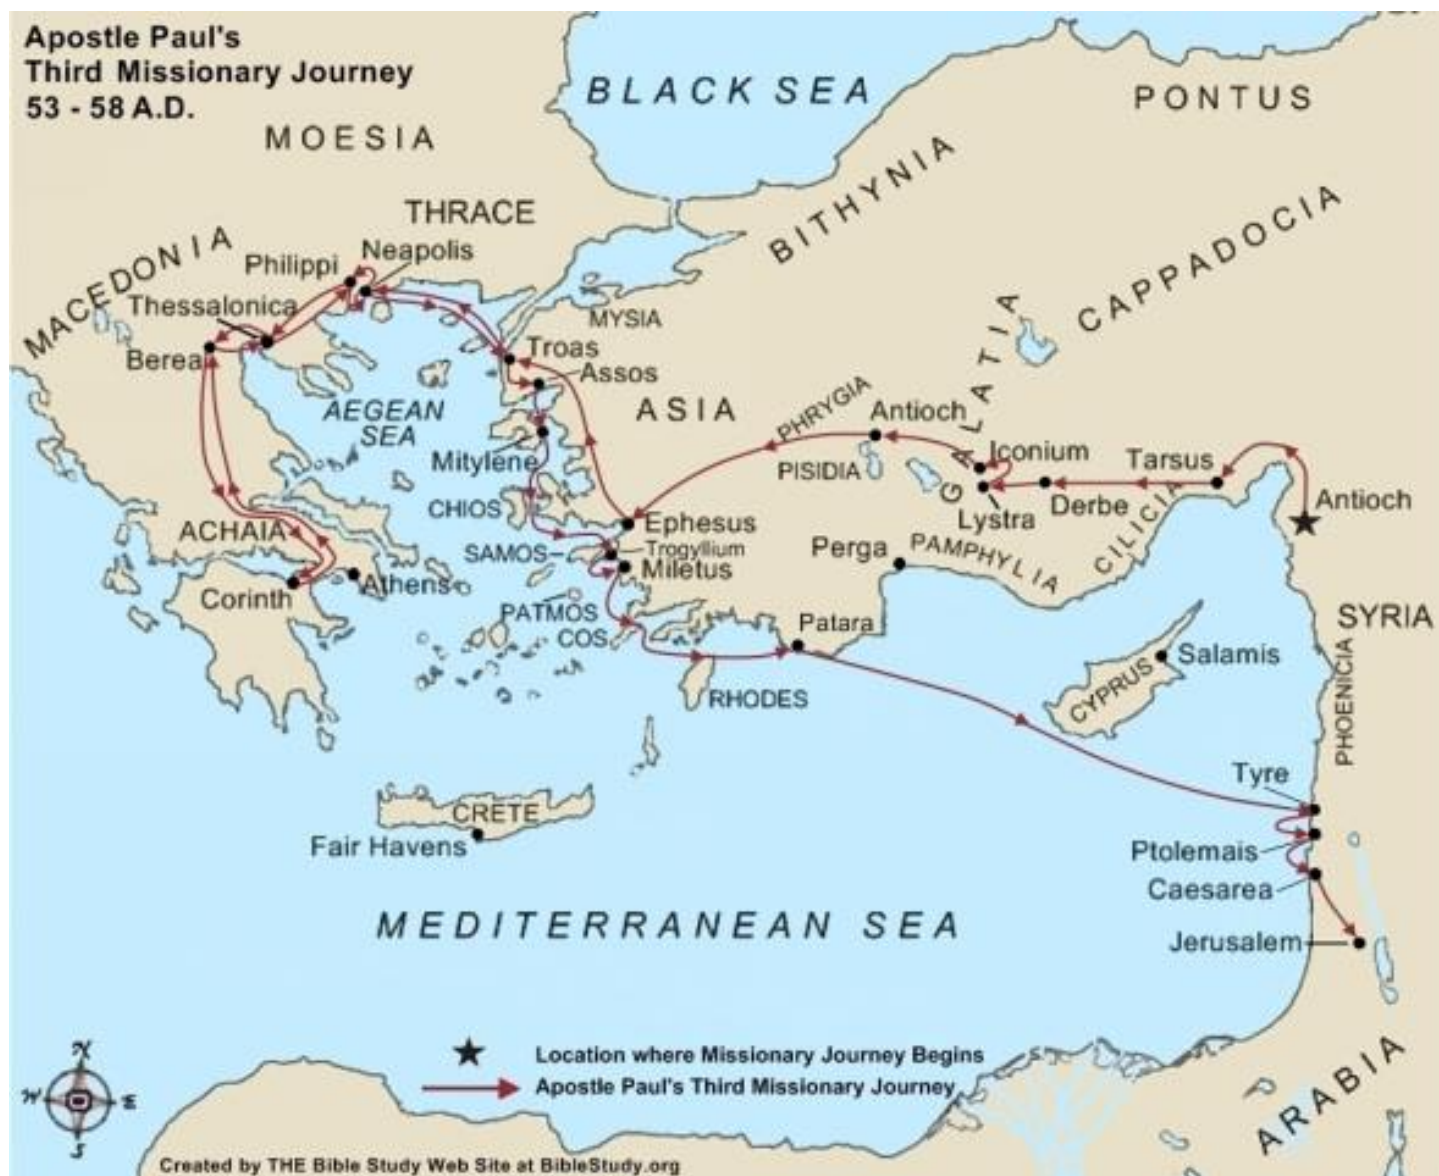 Apostle Paul's
Third Missionary Journey
53 - 58 A.D.
BLACK SEA
PONTUS
MOESIA
BITHYNIA
THRACE
CAPPADOCIA
MACEDONIA
Neapolis
Philippi
Thessalonica
MYSIA
GALATIA
Berea
Troas
Assos
AEGEAN
SEA
ASIA
PHRYGIA
Antioch
Iconium
Tarsus
Mitylene
PISIDIA
Derbe
Antioch
CHIOS
Lystra
CILICIA
Ephesus
ACHAIA
SAMOS
Trogyllium
Perga
PAMPHYLIA
Miletus
Athens
Corinth
PATMOS
COS
Patara
SYRIA
Salamis
CYPRUS
RHODES
PHOENICIA
Tyre
CRETE
Fair Havens
Ptolemais
Caesarea
MEDITERRANEAN SEA
Jerusalem
N
W
E
S
Location where Missionary Journey Begins
Apostle Paul's Third Missionary Journey
ARABIA
Created by THE Bible Study Web Site at BibleStudy.org